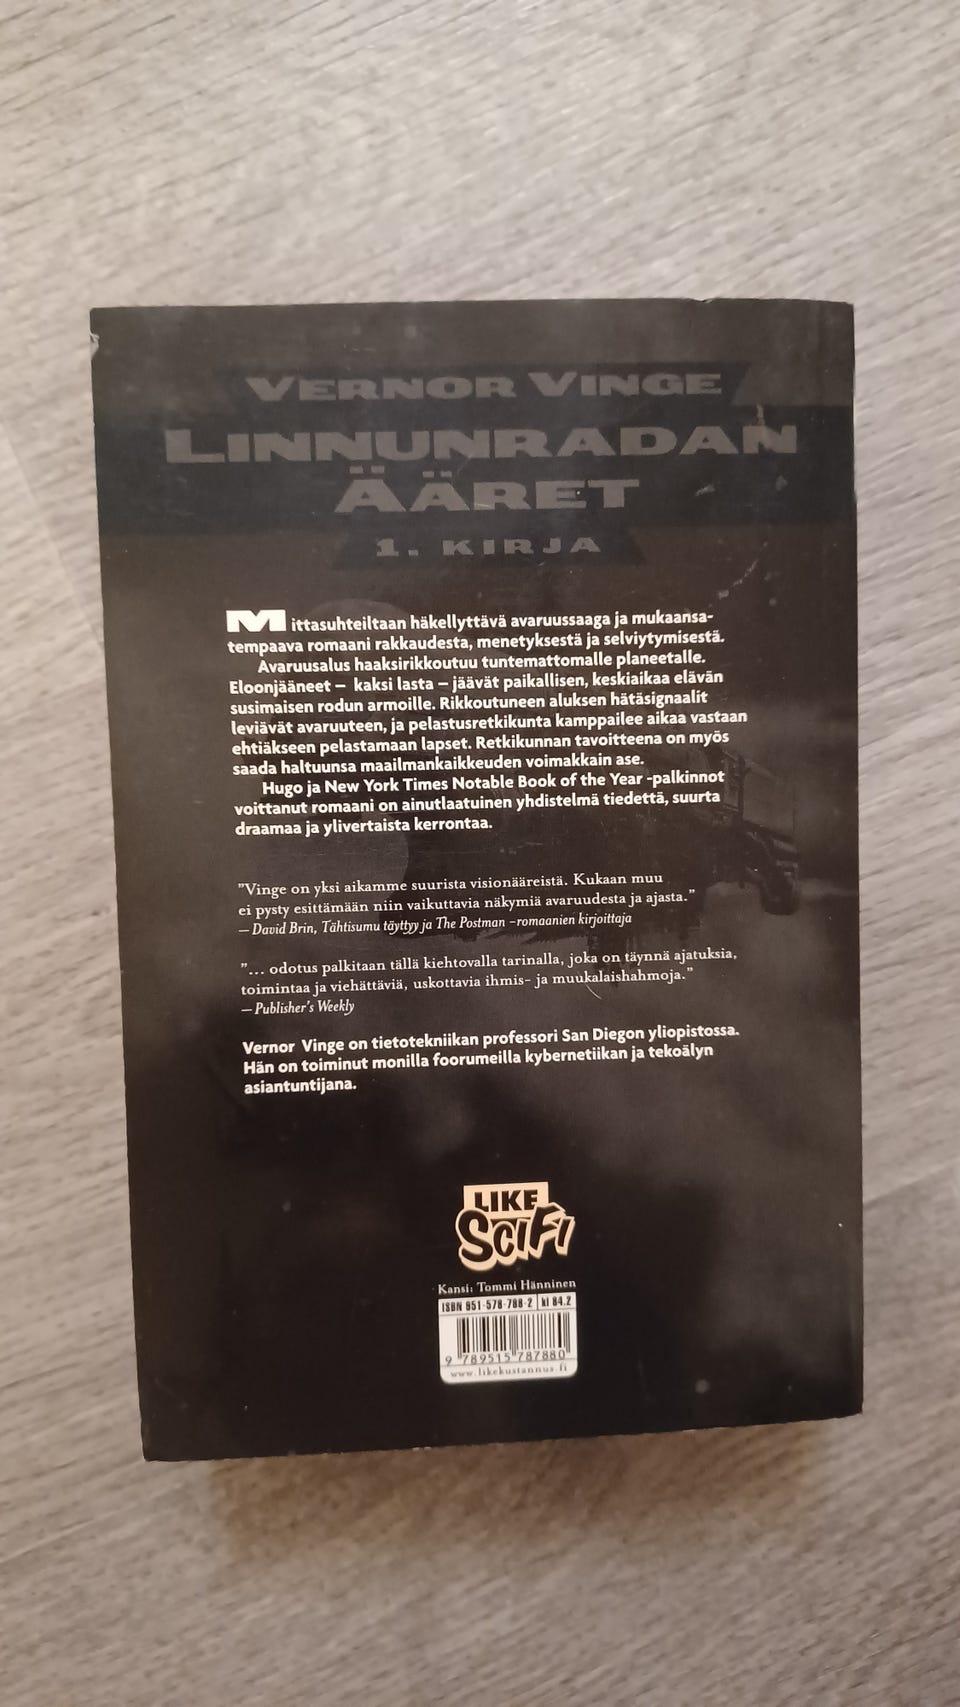 VERNOR VINGE
LINNUNRADAN
ÄÄRET
1. KIRJA
Mittasuhteiltaan häkellyttävä avaruussaaga ja mukaansa-
tempaava romaani rakkaudesta, menetyksestä ja selviytymisestä.
Avaruusalus haaksirikkoutuu tuntemattomalle planeetalle.
Eloonjääneet – kaksi lasta – jäävät paikallisen, keskiaikaa elävän
susimaisen rodun armoille. Rikkoutuneen aluksen hätäsignaalit
leviävät avaruuteen, ja pelastusretkikunta kamppailee aikaa vastaan
ehtiäkseen pelastamaan lapset. Retkikunnan tavoitteena on myös
saada haltuunsa maailmankaikkeuden voimakkain ase.
Hugo ja New York Times Notable Book of the Year -palkinnot
voittanut romaani on ainutlaatuinen yhdistelmä tiedettä, suurta
draamaa ja ylivertaista kerrontaa.
”Vinge on yksi aikamme suurista visionääreistä. Kukaan muu
ei pysty esittämään niin vaikuttavia näkymiä avaruudesta ja ajasta.”
– David Brin, Tähtisumu täyttyy ja The Postman –romaanien kirjoittaja
”... odotus palkitaan tällä kiehtovalla tarinalla, joka on täynnä ajatuksia,
toimintaa ja viehättäviä, uskottavia ihmis- ja muukalaishahmoja.”
– Publisher's Weekly
Vernor Vinge on tietotekniikan professori San Diegon yliopistossa.
Hän on toiminut monilla foorumeilla kybernetiikan ja tekoälyn
asiantuntijana.
LIKE
SCIFI
Kansi: Tommi Hänninen
ISBN 951-578-788-2 kl 84.2
9 789515 787880
www.likekustannus.fi